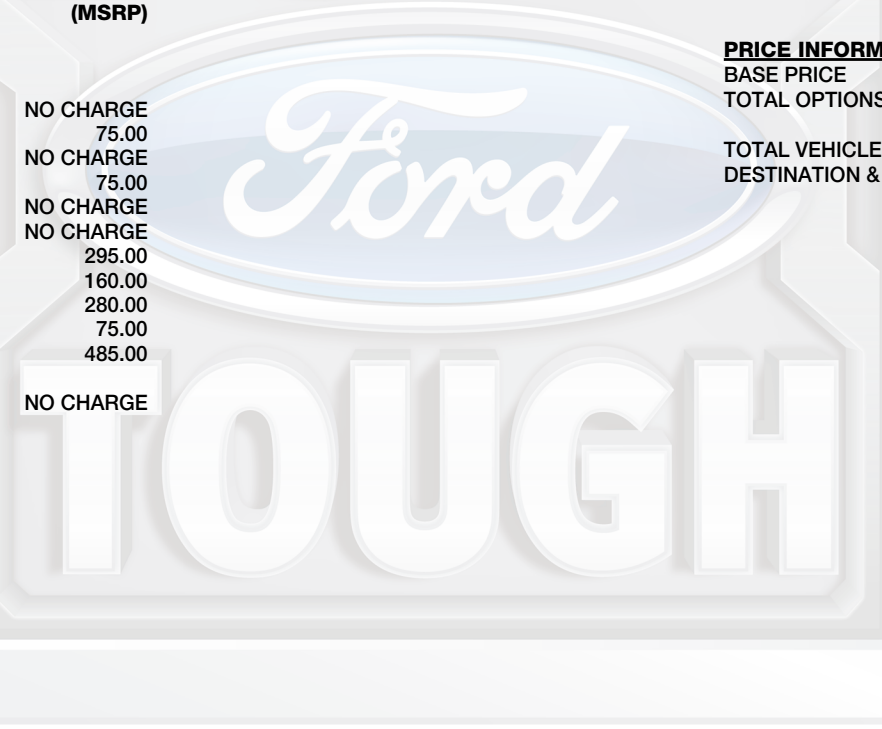 (MSRP)
NO CHARGE
75.00
NO CHARGE
75.00
NO CHARGE
NO CHARGE
295.00
160.00
280.00
75.00
485.00
NO CHARGE
PRICE INFORM
BASE PRICE
TOTAL OPTIONS
TOTAL VEHICLE
DESTINATION &
Ford
TOUGH